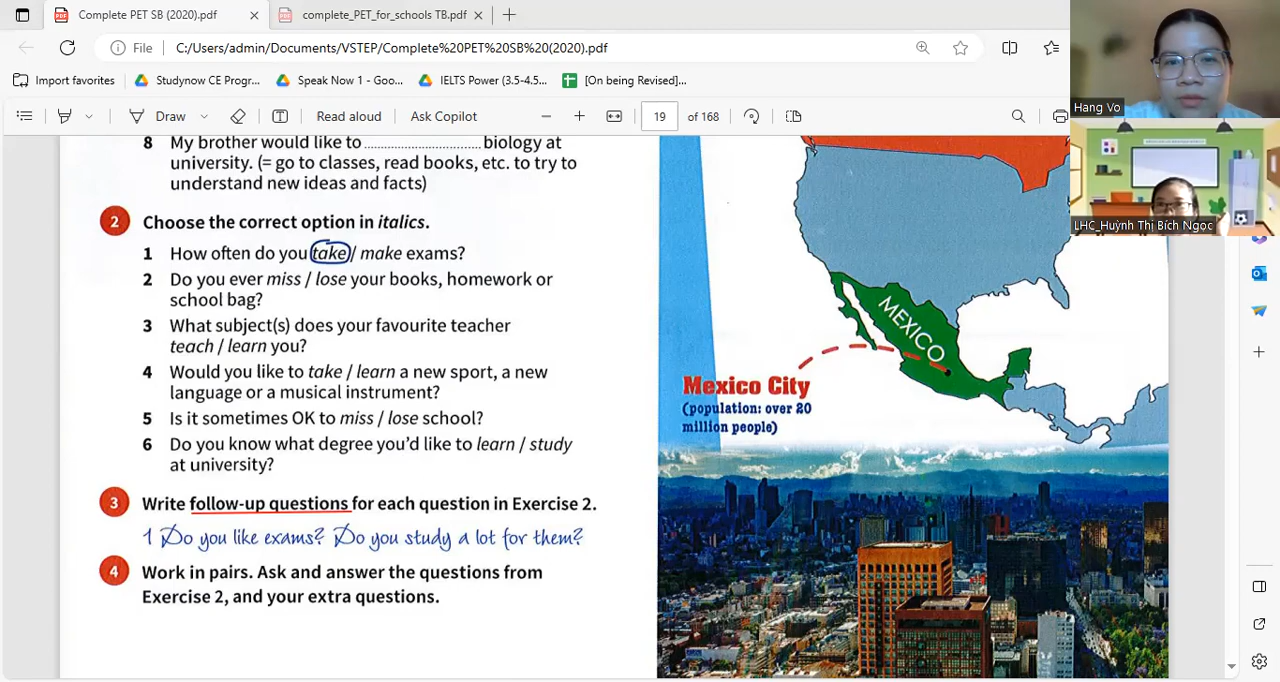 Complete PET SB (2020).pdf
complete_PET_for_schools TB.pdf
File
C:/Users/admin/Documents/VSTEP/Complete%20PET%20SB%20(2020).pdf
Import favorites
Studynow CE Progr...
Speak Now 1 - Goo...
IELTS Power (3.5-4.5...
[On being Revised]...
Draw
Read aloud
Ask Copilot
19
of 168
Hang Vo
LHC_Huỳnh Thị Bích Ngọc
8 My brother would like to ........................ biology at
university. (= go to classes, read books, etc. to try to
understand new ideas and facts)
2 Choose the correct option in italics.
1 How often do you take / make exams?
2 Do you ever miss / lose your books, homework or
school bag?
3 What subject(s) does your favourite teacher
teach / learn you?
4 Would you like to take / learn a new sport, a new
language or a musical instrument?
5 Is it sometimes OK to miss / lose school?
6 Do you know what degree you'd like to learn / study
at university?
3 Write follow-up questions for each question in Exercise 2.
1 Do you like exams? Do you study a lot for them?
4 Work in pairs. Ask and answer the questions from
Exercise 2, and your extra questions.
MEXICO
Mexico City
(population: over 20
million people)